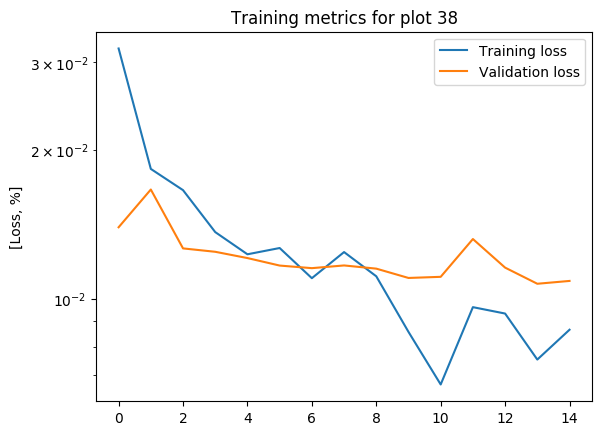 Training metrics for plot 38
Training loss
Validation loss
[Loss, %]
3 × 10⁻²
2 × 10⁻²
10⁻²
0 2 4 6 8 10 12 14